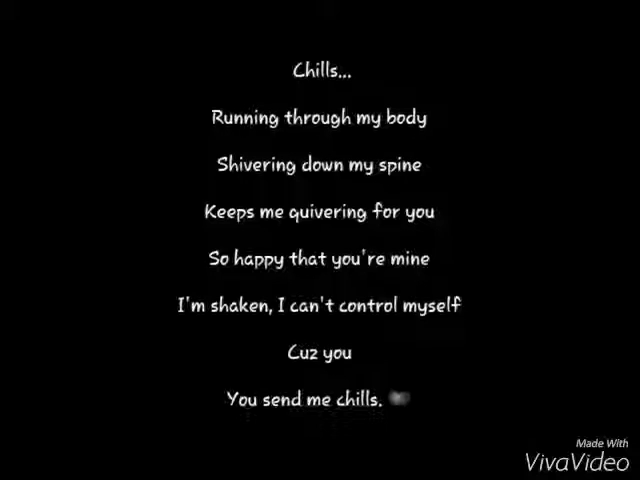 Chills...
Running through my body
Shivering down my spine
Keeps me quivering for you
So happy that you're mine
I'm shaken, I can't control myself
Cuz you
You send me chills.
Made With
VivaVideo